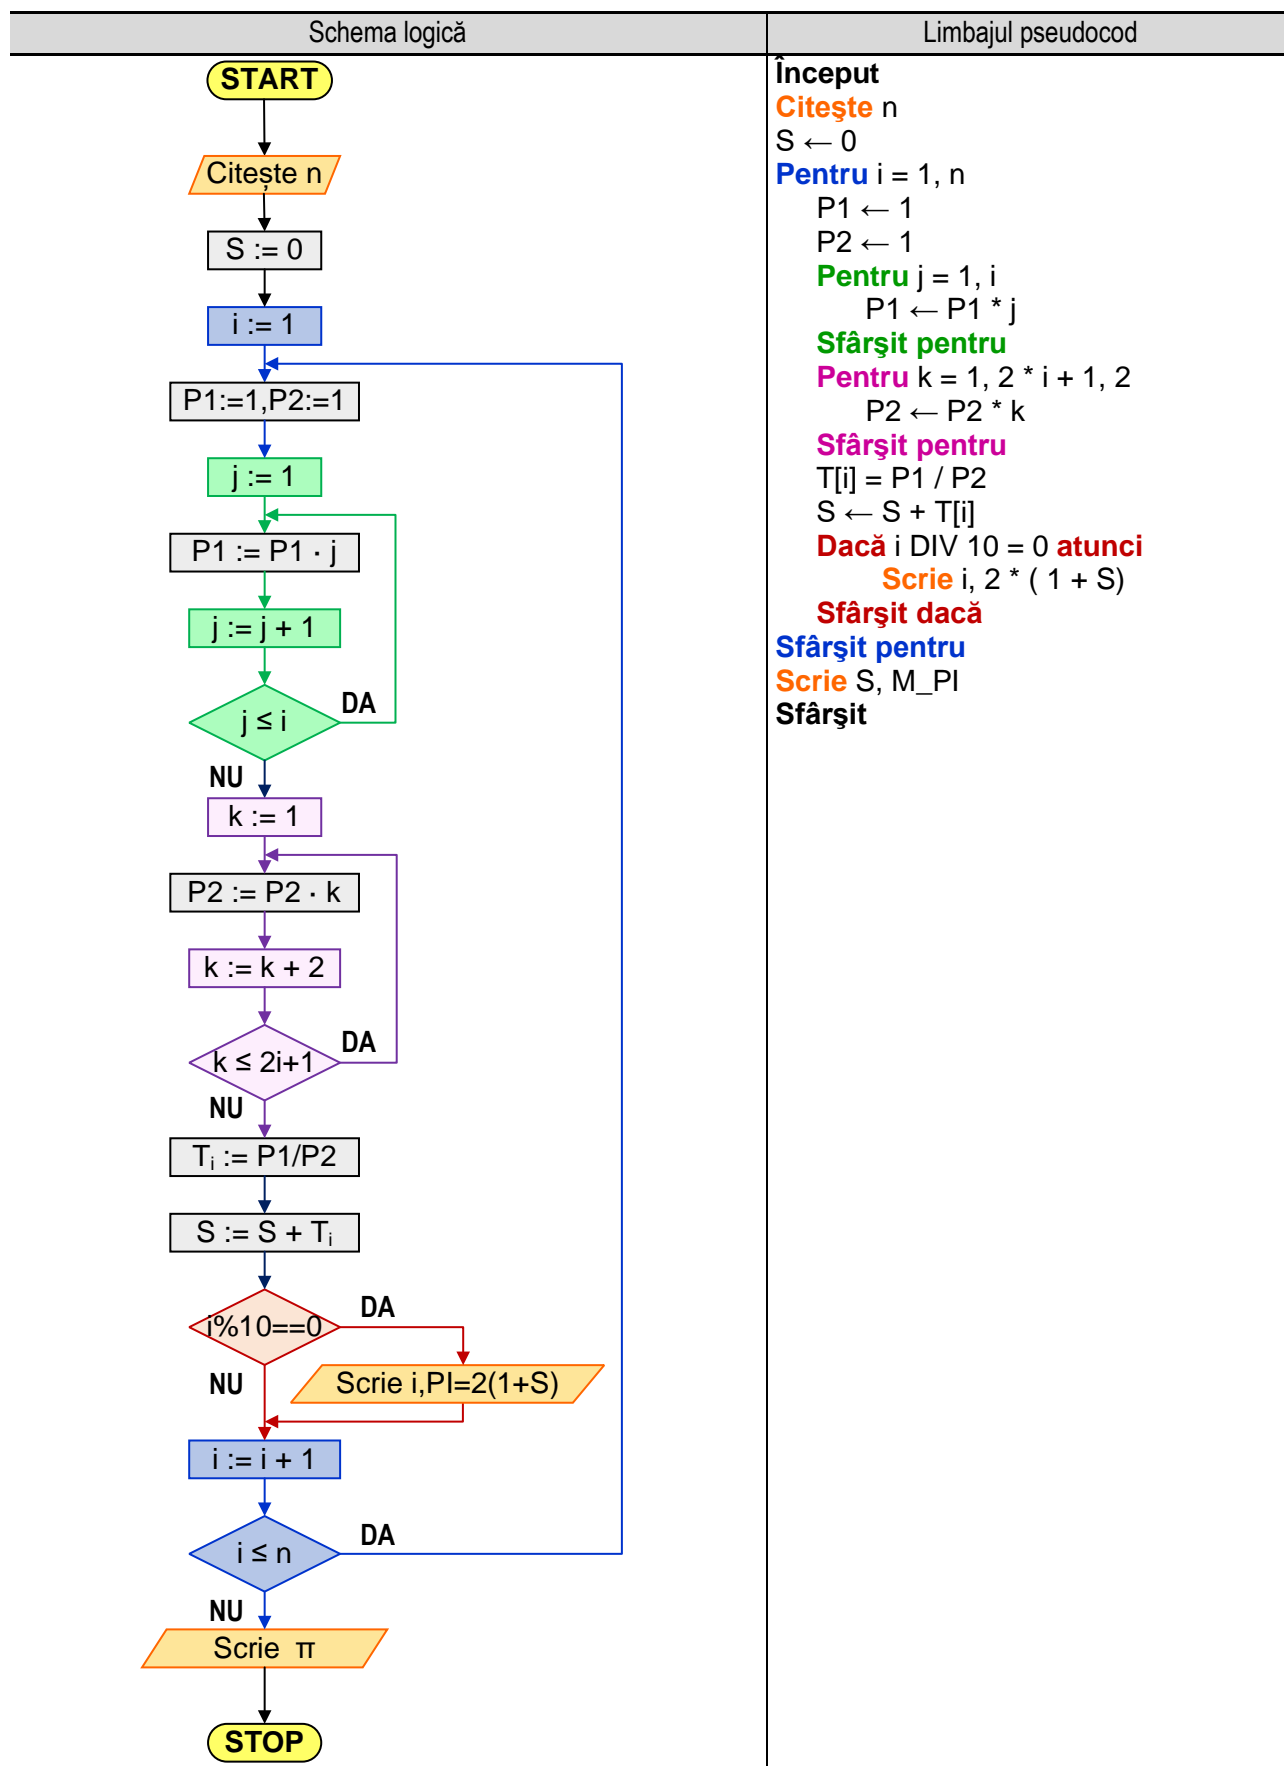 Schema logică
Limbajul pseudocod
START
Citește n
S := 0
i := 1
P1:=1,P2:=1
j := 1
P1 := P1 · j
j := j + 1
j ≤ i
DA
NU
k := 1
P2 := P2 · k
k := k + 2
k ≤ 2i+1
DA
NU
Ti := P1/P2
S := S + Ti
i%10==0
DA
NU
Scrie i,PI=2(1+S)
i := i + 1
i ≤ n
DA
NU
Scrie π
STOP
Început
Citeşte n
S ← 0
Pentru i = 1, n
P1 ← 1
P2 ← 1
Pentru j = 1, i
P1 ← P1 * j
Sfârşit pentru
Pentru k = 1, 2 * i + 1, 2
P2 ← P2 * k
Sfârşit pentru
T[i] = P1 / P2
S ← S + T[i]
Dacă i DIV 10 = 0 atunci
Scrie i, 2 * ( 1 + S)
Sfârşit dacă
Sfârşit pentru
Scrie S, M_PI
Sfârşit